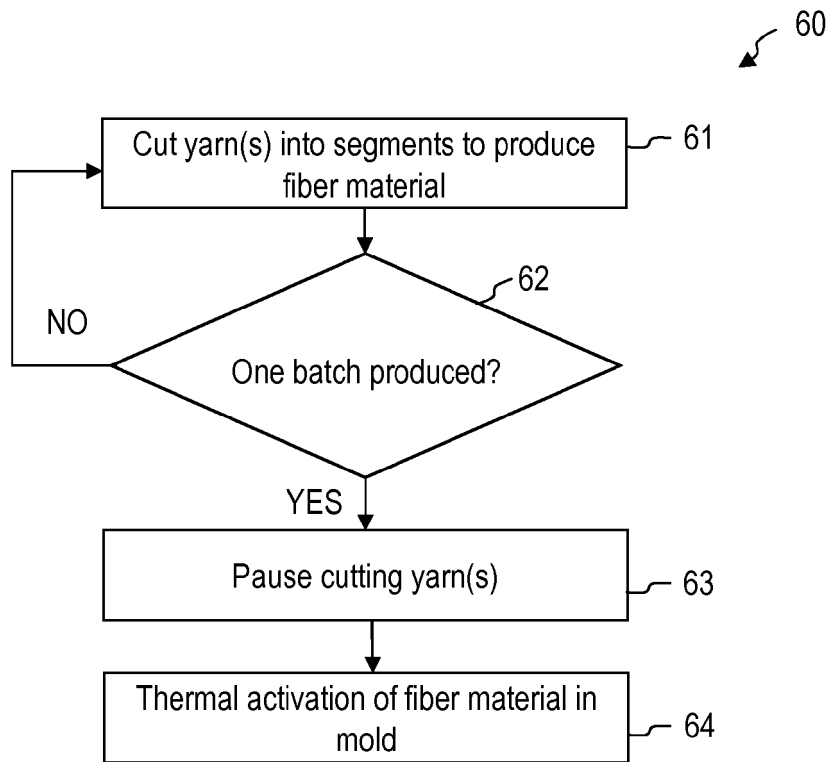 60
Cut yarn(s) into segments to produce
fiber material
61
62
NO
One batch produced?
YES
Pause cutting yarn(s)
63
Thermal activation of fiber material in
mold
64